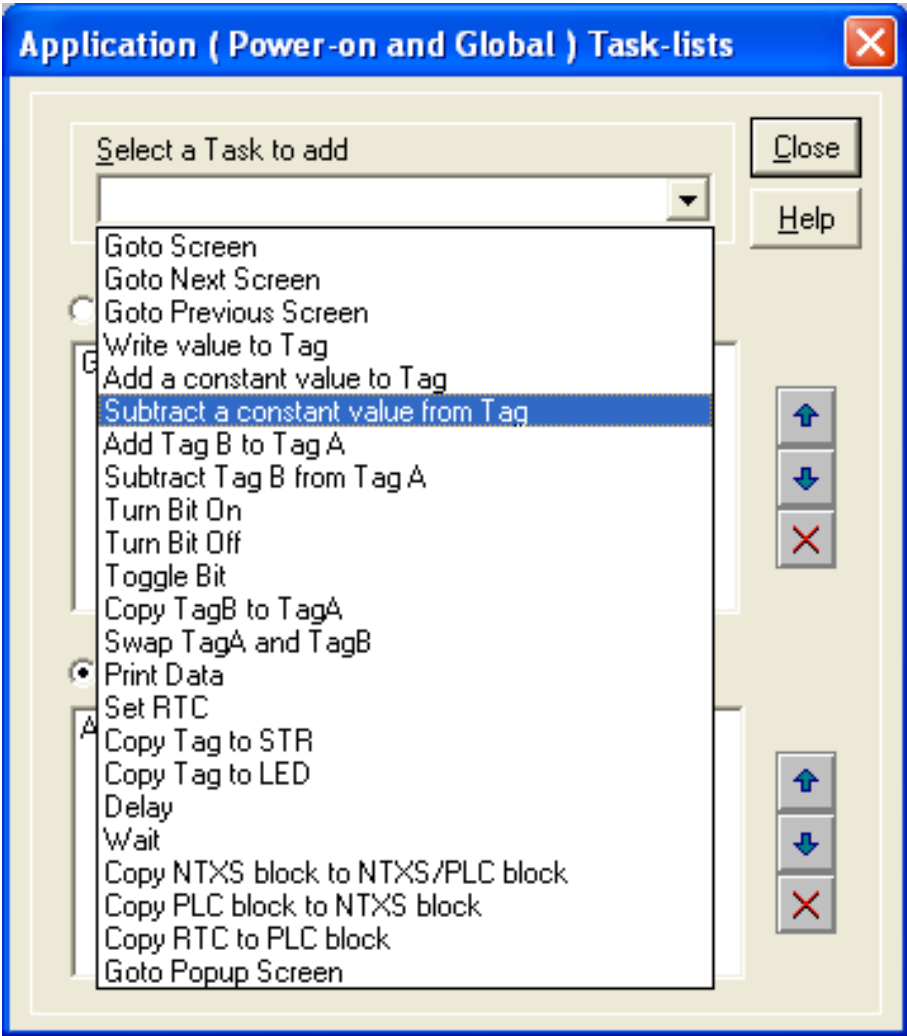 Application ( Power-on and Global ) Task-lists
Select a Task to add
Close
Help
Goto Screen
Goto Next Screen
Goto Previous Screen
Write value to Tag
Add a constant value to Tag
Subtract a constant value from Tag
Add Tag B to Tag A
Subtract Tag B from Tag A
Turn Bit On
Turn Bit Off
Toggle Bit
Copy TagB to TagA
Swap TagA and TagB
Print Data
Set RTC
Copy Tag to STR
Copy Tag to LED
Delay
Wait
Copy NTXS block to NTXS/PLC block
Copy PLC block to NTXS block
Copy RTC to PLC block
Goto Popup Screen